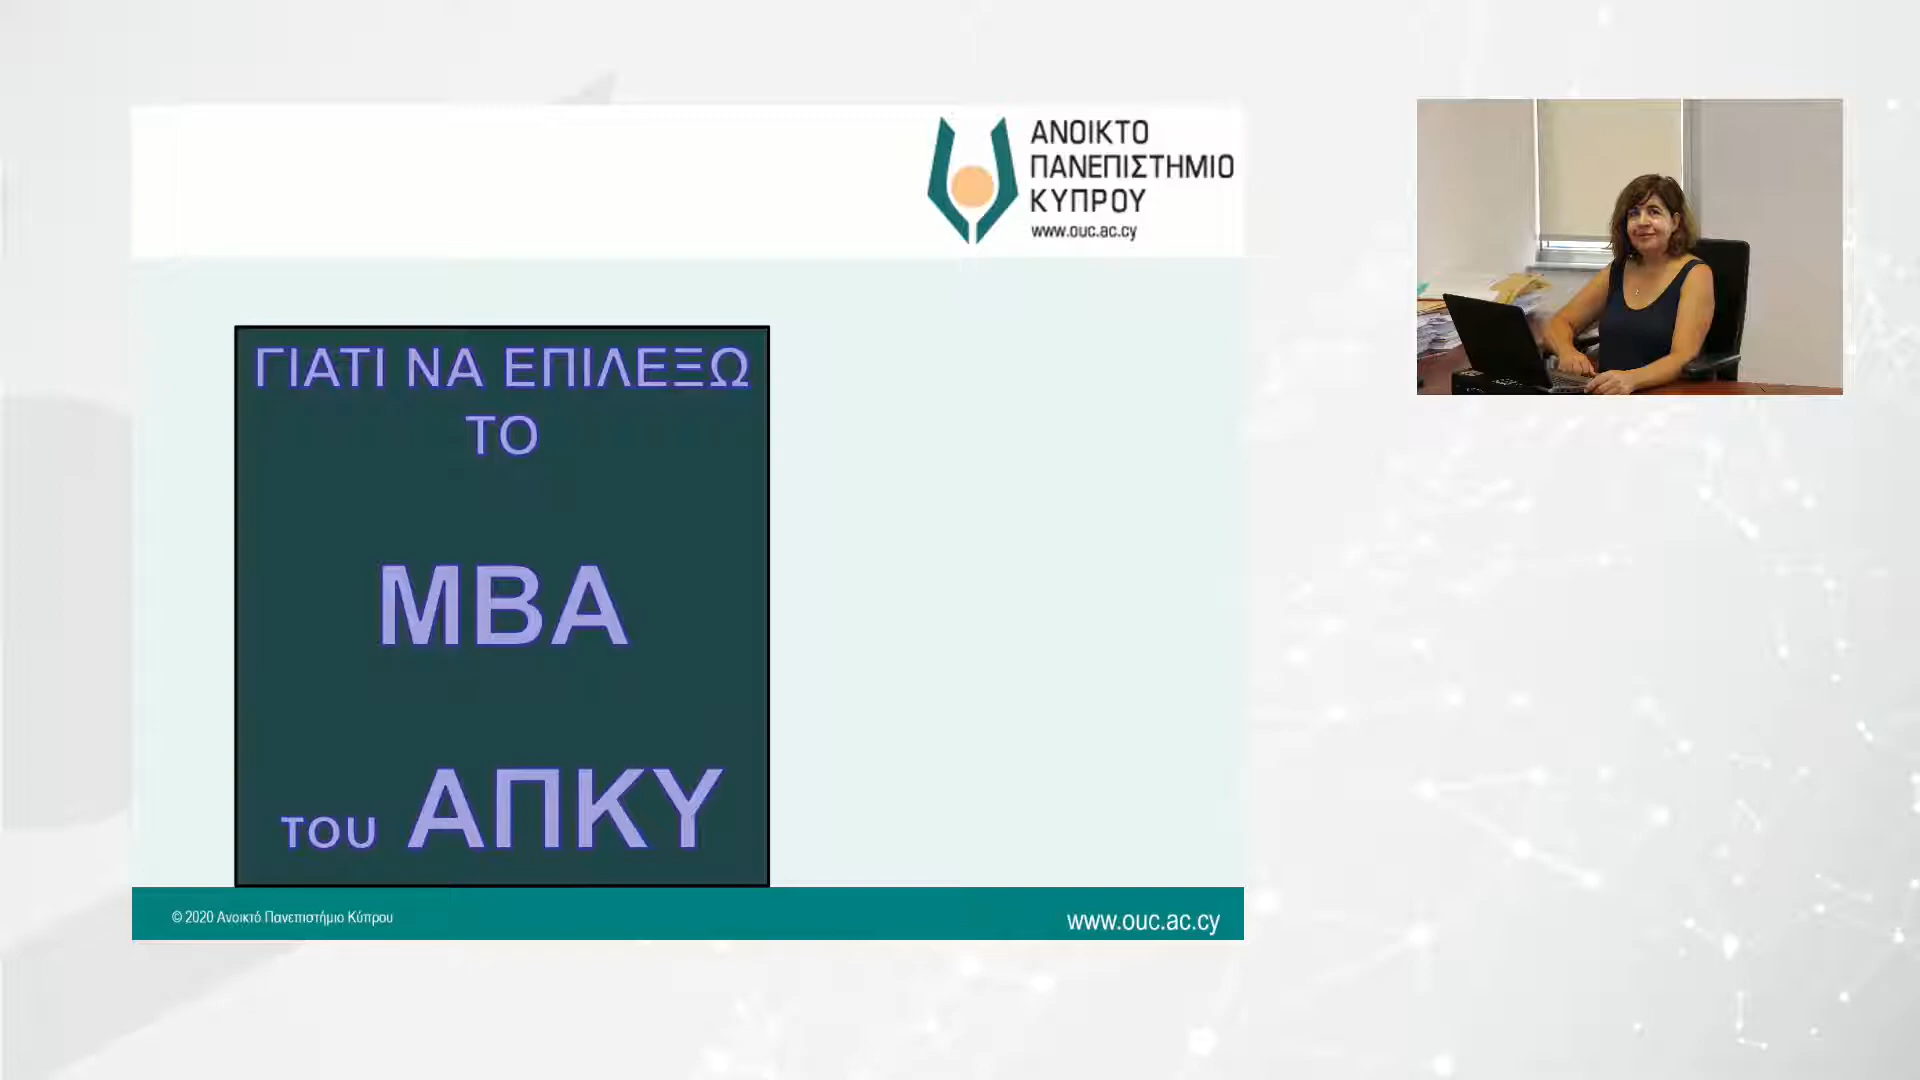 ΑΝΟΙΚΤΟ
ΠΑΝΕΠΙΣΤΗΜΙΟ
ΚΥΠΡΟΥ
www.ouc.ac.cy
ΓΙΑΤΙ ΝΑ ΕΠΙΛΕΞΩ
ΤΟ
ΜΒΑ
του ΑΠΚΥ
© 2020 Ανοικτό Πανεπιστήμιο Κύπρου
www.ouc.ac.cy